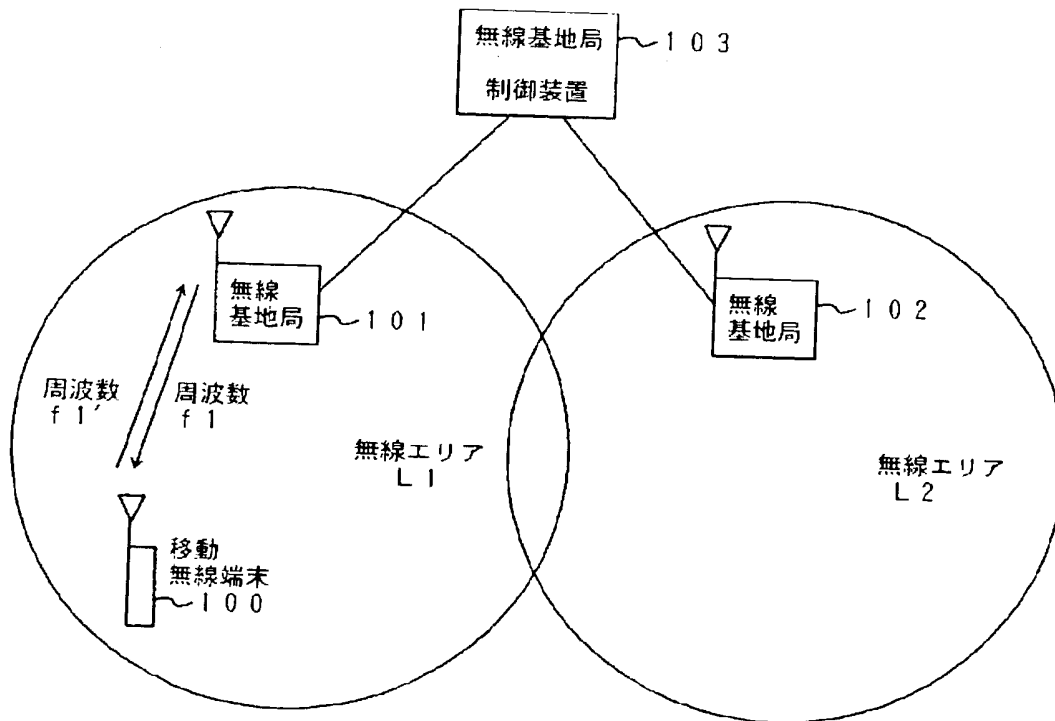 無線基地局
制御装置
103
無線
基地局
101
無線
基地局
102
周波数
f1′
周波数
f1
無線エリア
L1
無線エリア
L2
移動
無線端末
100